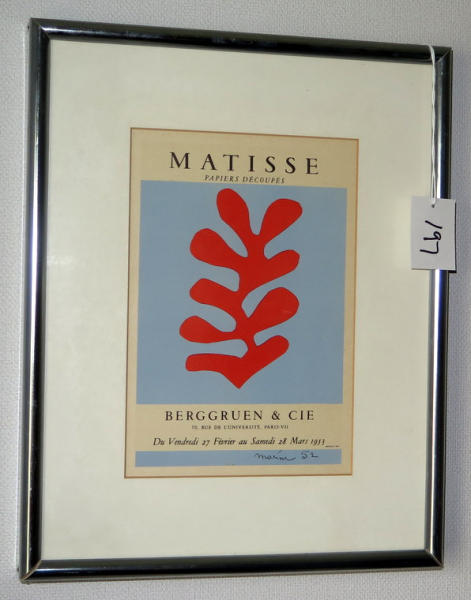 MATISSE
PAPIERS DÉCOUPÉS
BERGGRUEN & CIE
70, RUE DE L'UNIVERSITÉ, PARIS-VII
Du Vendredi 27 Février au Samedi 28 Mars 1953
52
197